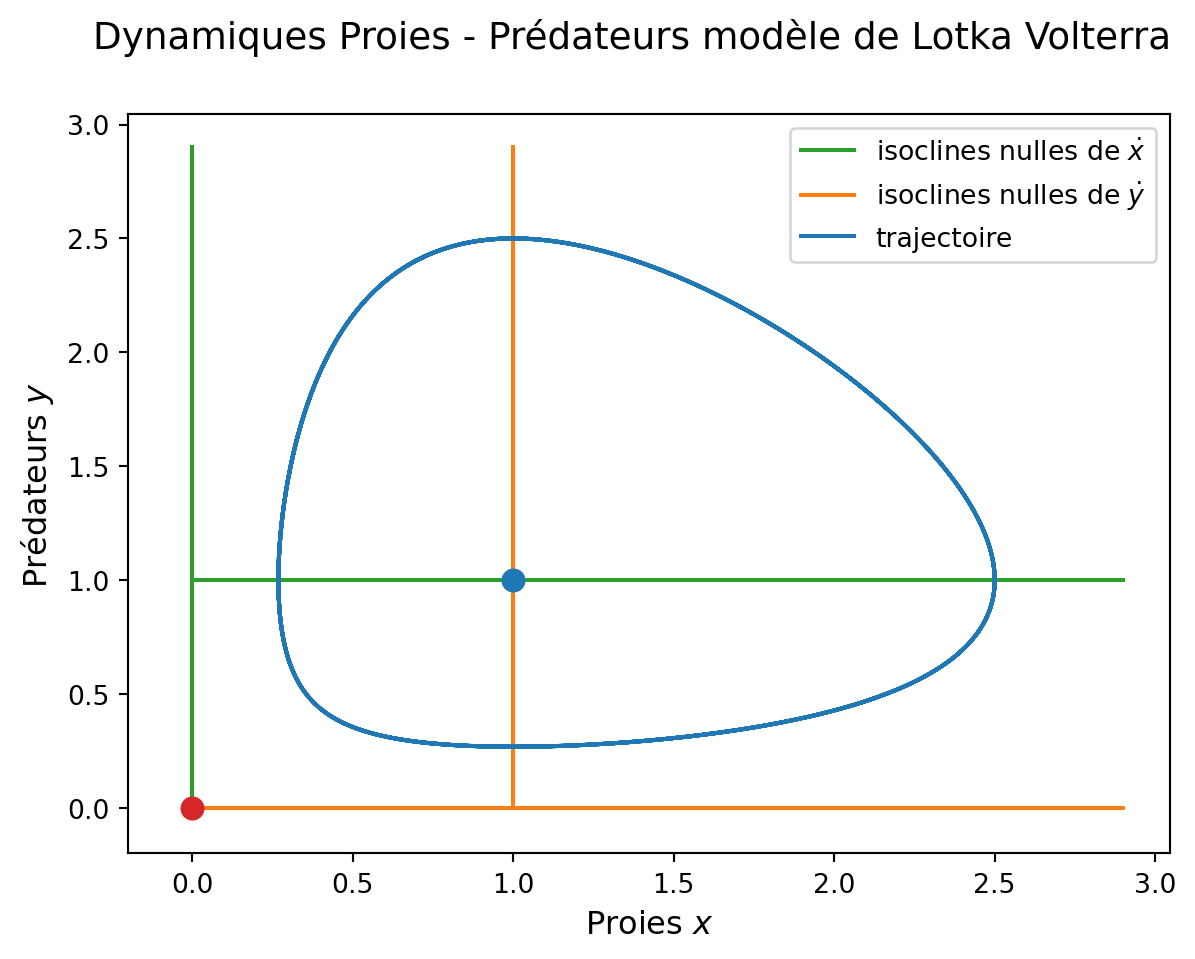 Dynamiques Proies - Prédateurs modèle de Lotka Volterra
isoclines nulles de ẋ
isoclines nulles de ẏ
trajectoire
Prédateurs y
3.0
2.5
2.0
1.5
1.0
0.5
0.0
0.0 0.5 1.0 1.5 2.0 2.5 3.0
Proies x